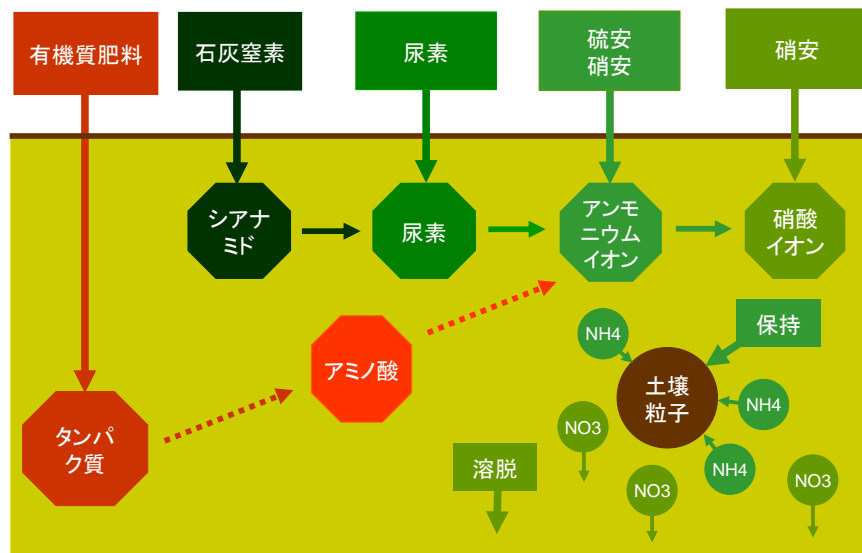 有機質肥料
石灰窒素
尿素
硫安
硝安
硝安
シアナ
ミド
尿素
アンモ
ニウム
イオン
硝酸
イオン
アミノ酸
タンパ
ク質
NH4
保持
土壌
粒子
NH4
NO3
NH4
溶脱
NO3
NO3